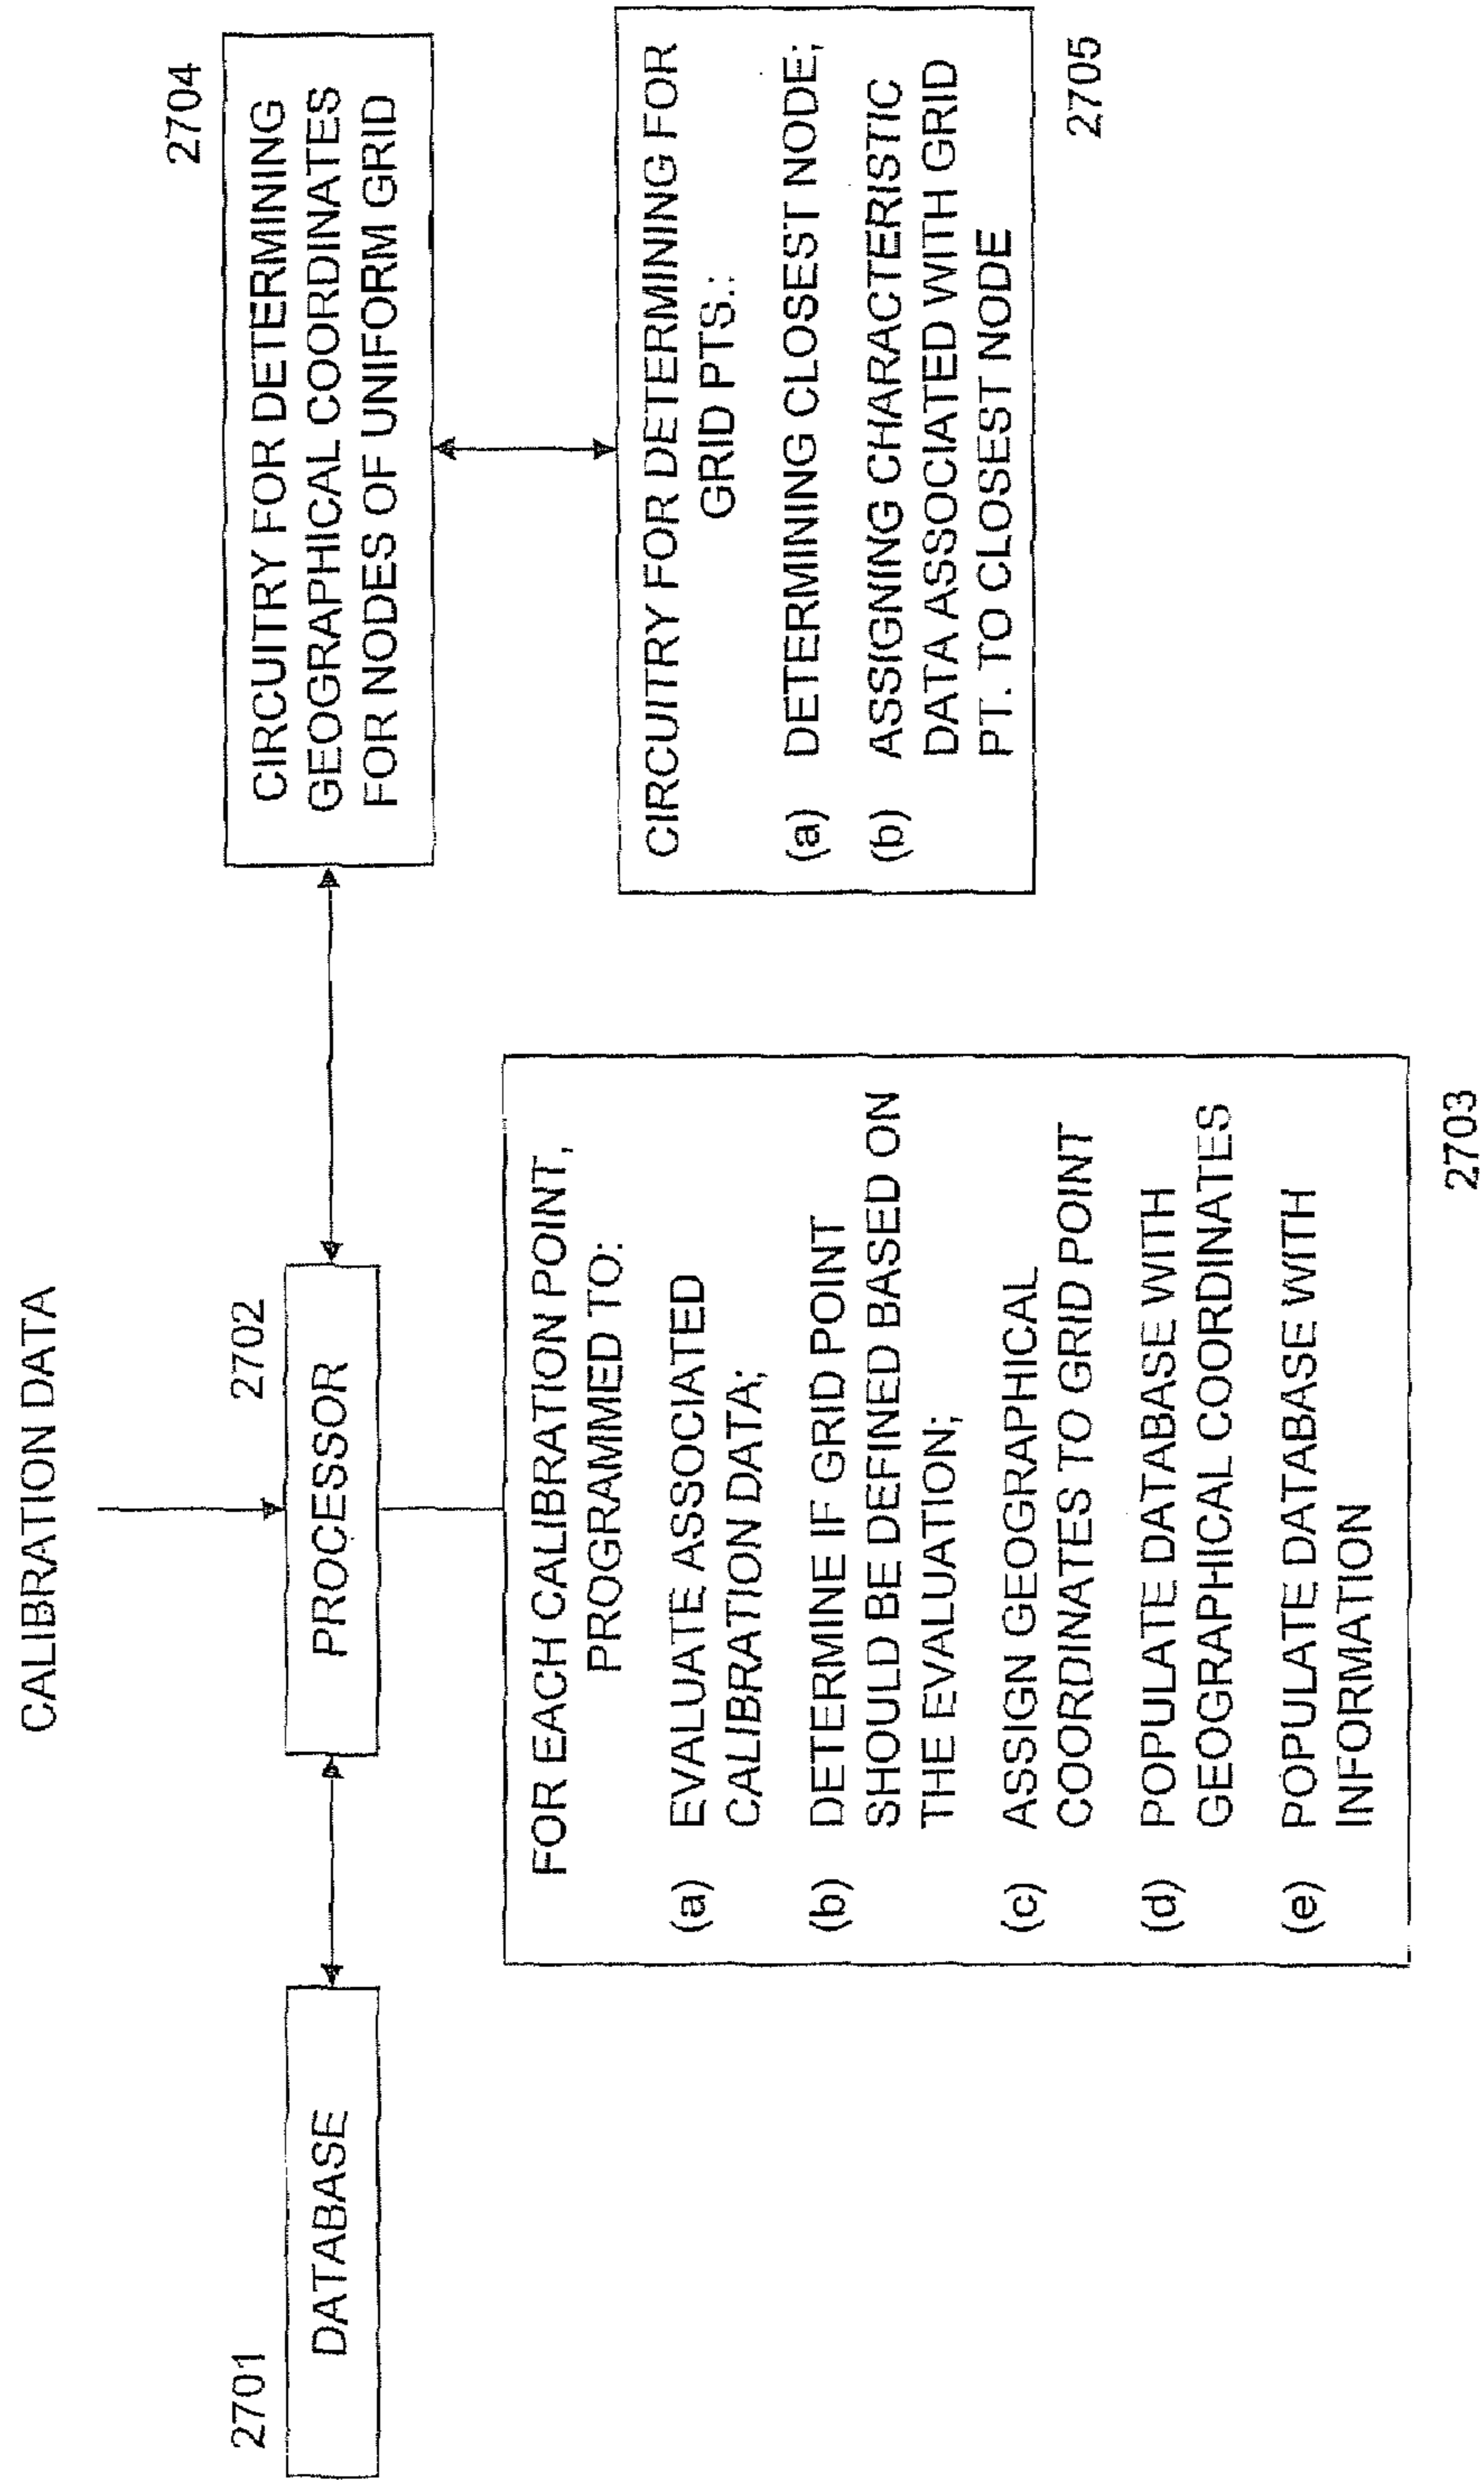 CALIBRATION DATA
2701
DATABASE
2702
PROCESSOR
2704
CIRCUITRY FOR DETERMINING
GEOGRAPHICAL COORDINATES
FOR NODES OF UNIFORM GRID
FOR EACH CALIBRATION POINT,
PROGRAMMED TO:
(a) EVALUATE ASSOCIATED
CALIBRATION DATA;
(b) DETERMINE IF GRID POINT
SHOULD BE DEFINED BASED ON
THE EVALUATION;
(c) ASSIGN GEOGRAPHICAL
COORDINATES TO GRID POINT
(d) POPULATE DATABASE WITH
GEOGRAPHICAL COORDINATES
(e) POPULATE DATABASE WITH
INFORMATION
2703
CIRCUITRY FOR DETERMINING FOR
GRID PTS.:
(a) DETERMINING CLOSEST NODE;
(b) ASSIGNING CHARACTERISTIC
DATA ASSOCIATED WITH GRID
PT. TO CLOSEST NODE
2705